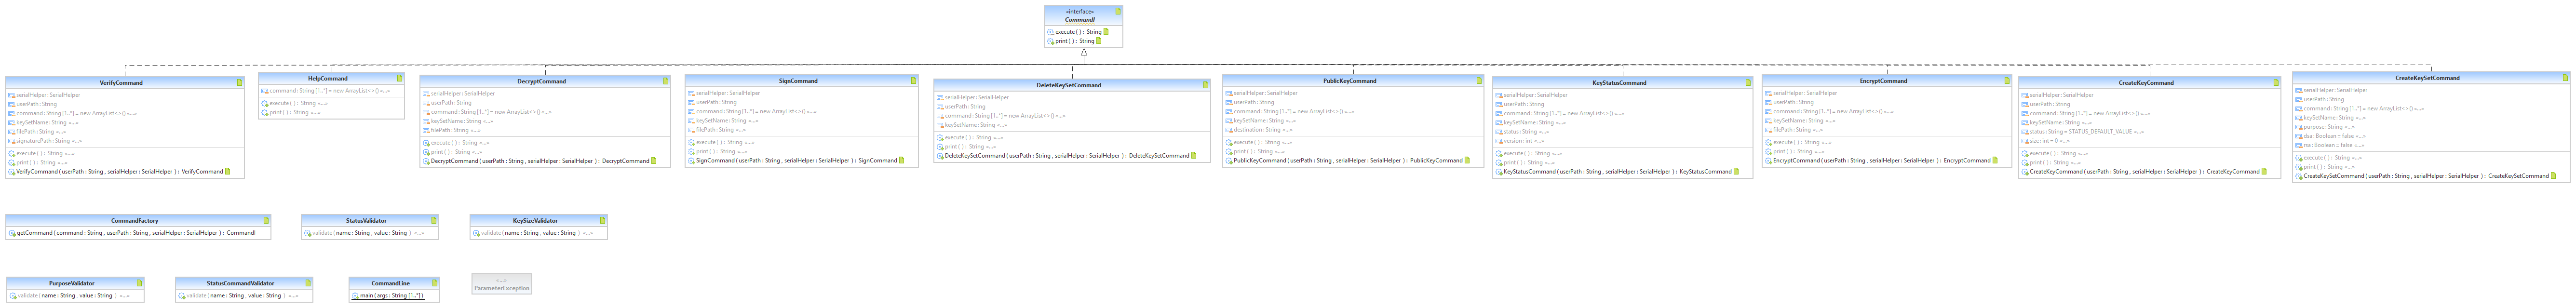 «interface»
CommandI
execute ( ) : String
print ( ) : String
VerifyCommand
serialHelper : SerialHelper
userPath : String
command : String [1..*] = new ArrayList<>() «...»
keySetName : String «...»
filePath : String «...»
signaturePath : String «...»
execute ( ) : String «...»
print ( ) : String «...»
VerifyCommand ( userPath : String , serialHelper : SerialHelper ) : VerifyCommand
HelpCommand
command : String [1..*] = new ArrayList<>() «...»
execute ( ) : String «...»
print ( ) : String «...»
DecryptCommand
serialHelper : SerialHelper
userPath : String
command : String [1..*] = new ArrayList<>() «...»
keySetName : String «...»
filePath : String «...»
execute ( ) : String «...»
print ( ) : String «...»
DecryptCommand ( userPath : String , serialHelper : SerialHelper ) : DecryptCommand
SignCommand
serialHelper : SerialHelper
userPath : String
command : String [1..*] = new ArrayList<>() «...»
keySetName : String «...»
filePath : String «...»
execute ( ) : String «...»
print ( ) : String «...»
SignCommand ( userPath : String , serialHelper : SerialHelper ) : SignCommand
DeleteKeySetCommand
serialHelper : SerialHelper
userPath : String
command : String [1..*] = new ArrayList<>() «...»
keySetName : String «...»
execute ( ) : String «...»
print ( ) : String «...»
DeleteKeySetCommand ( userPath : String , serialHelper : SerialHelper ) : DeleteKeySetCommand
PublicKeyCommand
serialHelper : SerialHelper
userPath : String
command : String [1..*] = new ArrayList<>() «...»
keySetName : String «...»
destination : String «...»
execute ( ) : String «...»
print ( ) : String «...»
PublicKeyCommand ( userPath : String , serialHelper : SerialHelper ) : PublicKeyCommand
KeyStatusCommand
serialHelper : SerialHelper
userPath : String
command : String [1..*] = new ArrayList<>() «...»
keySetName : String «...»
status : String «...»
version : int «...»
execute ( ) : String «...»
print ( ) : String «...»
KeyStatusCommand ( userPath : String , serialHelper : SerialHelper ) : KeyStatusCommand
EncryptCommand
serialHelper : SerialHelper
userPath : String
command : String [1..*] = new ArrayList<>() «...»
keySetName : String «...»
filePath : String «...»
execute ( ) : String «...»
print ( ) : String «...»
EncryptCommand ( userPath : String , serialHelper : SerialHelper ) : EncryptCommand
CreateKeyCommand
serialHelper : SerialHelper
userPath : String
command : String [1..*] = new ArrayList<>() «...»
keySetName : String «...»
status : String = STATUS_DEFAULT_VALUE «...»
size : int = 0 «...»
execute ( ) : String «...»
print ( ) : String «...»
CreateKeyCommand ( userPath : String , serialHelper : SerialHelper ) : CreateKeyCommand
CreateKeySetCommand
serialHelper : SerialHelper
userPath : String
command : String [1..*] = new ArrayList<>() «...»
keySetName : String «...»
purpose : String «...»
dsa : Boolean = false «...»
rsa : Boolean = false «...»
execute ( ) : String «...»
print ( ) : String «...»
CreateKeySetCommand ( userPath : String , serialHelper : SerialHelper ) : CreateKeySetCommand
CommandFactory
getCommand ( command : String , userPath : String , serialHelper : SerialHelper ) : CommandI
StatusValidator
validate ( name : String , value : String ) «...»
KeySizeValidator
validate ( name : String , value : String ) «...»
PurposeValidator
validate ( name : String , value : String ) «...»
StatusCommandValidator
validate ( name : String , value : String ) «...»
CommandLine
main ( args : String [1..*] )
«...»
ParameterException